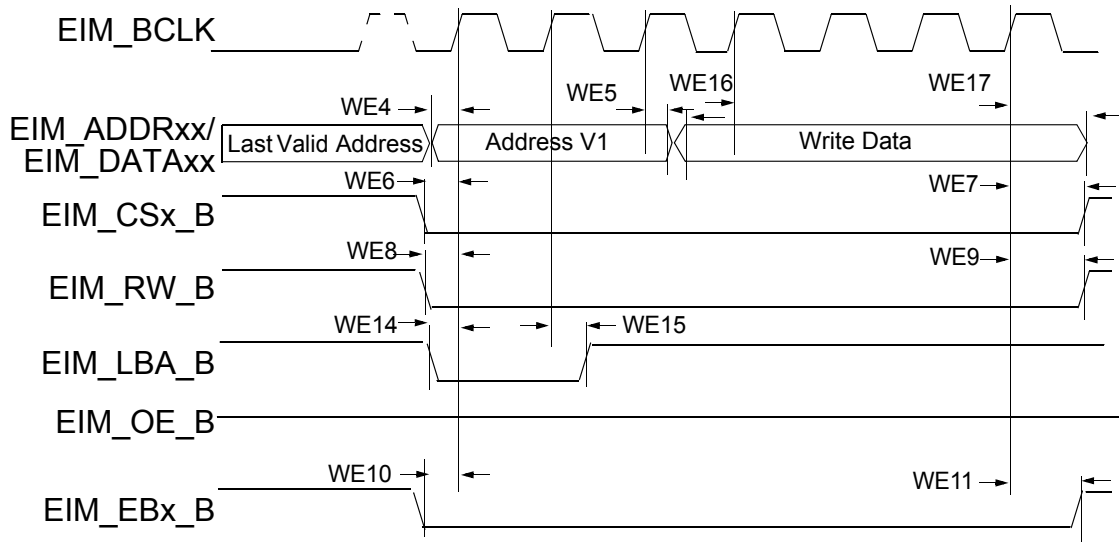 EIM_BCLK
WE4
WE5
WE16
WE17
EIM_ADDRxx/
EIM_DATAxx
Last Valid Address
Address V1
Write Data
WE6
WE7
EIM_CSx_B
WE8
WE9
EIM_RW_B
WE14
WE15
EIM_LBA_B
EIM_OE_B
WE10
WE11
EIM_EBx_B